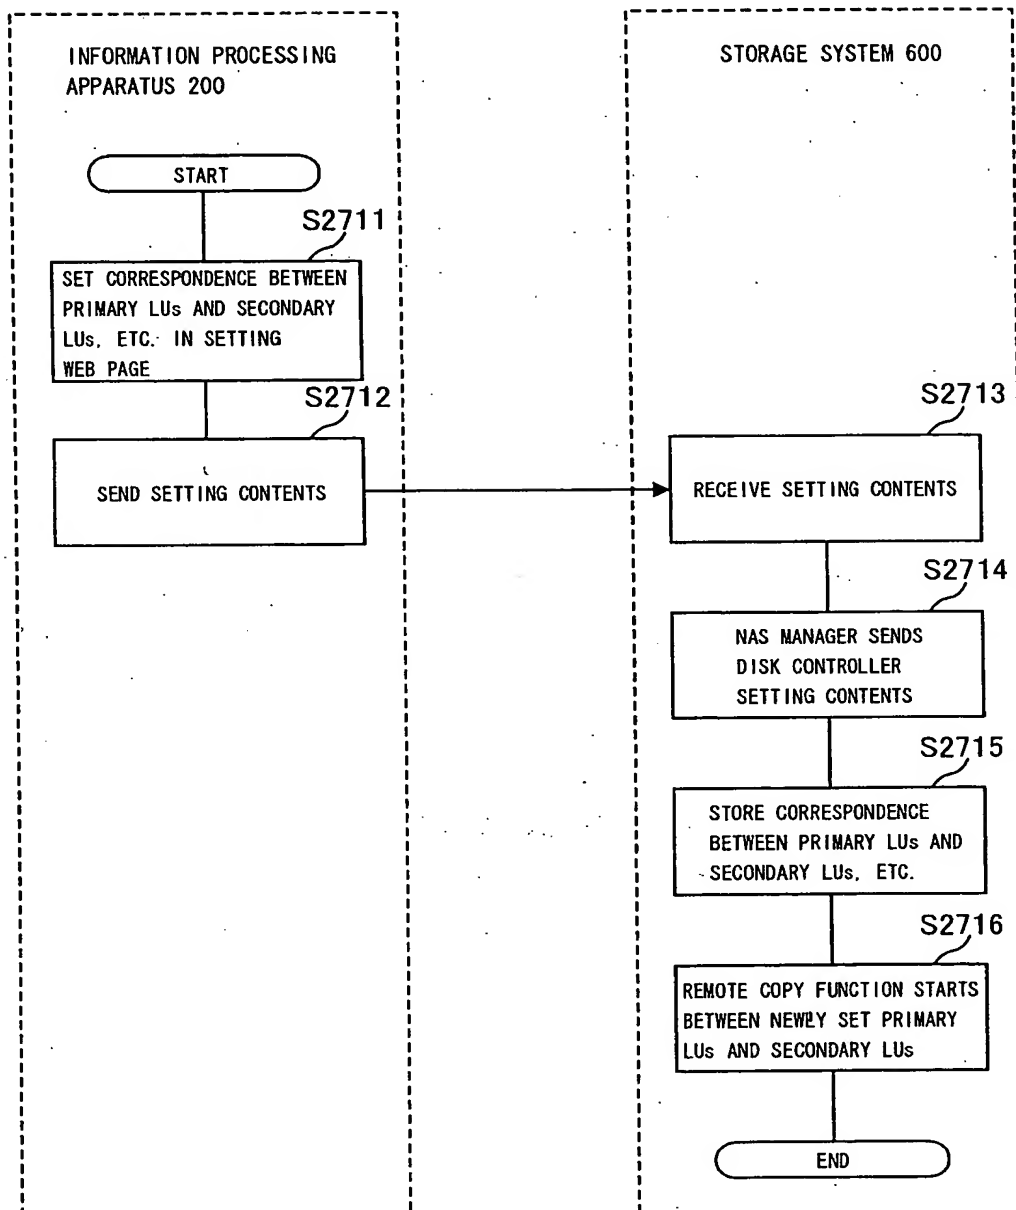 INFORMATION PROCESSING
APPARATUS 200
START
S2711
SET CORRESPONDENCE BETWEEN
PRIMARY LUs AND SECONDARY
LUs, ETC. IN SETTING
WEB PAGE
S2712
SEND SETTING CONTENTS
STORAGE SYSTEM 600
S2713
RECEIVE SETTING CONTENTS
S2714
NAS MANAGER SENDS
DISK CONTROLLER
SETTING CONTENTS
S2715
STORE CORRESPONDENCE
BETWEEN PRIMARY LUs AND
SECONDARY LUs, ETC.
S2716
REMOTE COPY FUNCTION STARTS
BETWEEN NEWLY SET PRIMARY
LUs AND SECONDARY LUs
END